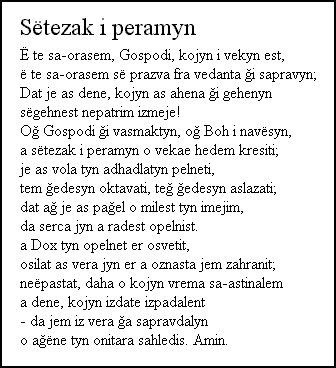 Sëtezak i peramyn
Ë te sa-orasem, Gospodi, kojyn i vekyn est,
ë te sa-orasem së prazva fra vedanta ği sapravyn;
Dat je as dene, kojyn as ahena ği gehenyn
sëgehnest nepatrim izmeje!
Oğ Gospodi ği vasmaktyn, oğ Boh i navësyn,
a sëtezak i peramyn o vekae hedem kresiti;
je as vola tyn adhadlatyn pelneti,
tem ğedesyn oktavati, teğ ğedesyn aslazati;
dat ağ je as pağel o milest tyn imejim,
da serca jyn a radest opelnist.
a Dox tyn opelnet er osvetit,
osilat as vera jyn er a oznasta jem zahranit;
neëpastat, daha o kojyn vrema sa-astinalem
a dene, kojyn izdate izpadalent
- da jem iz vera ğa sapravdalyn
o ağëne tyn onitara sahledis. Amin.